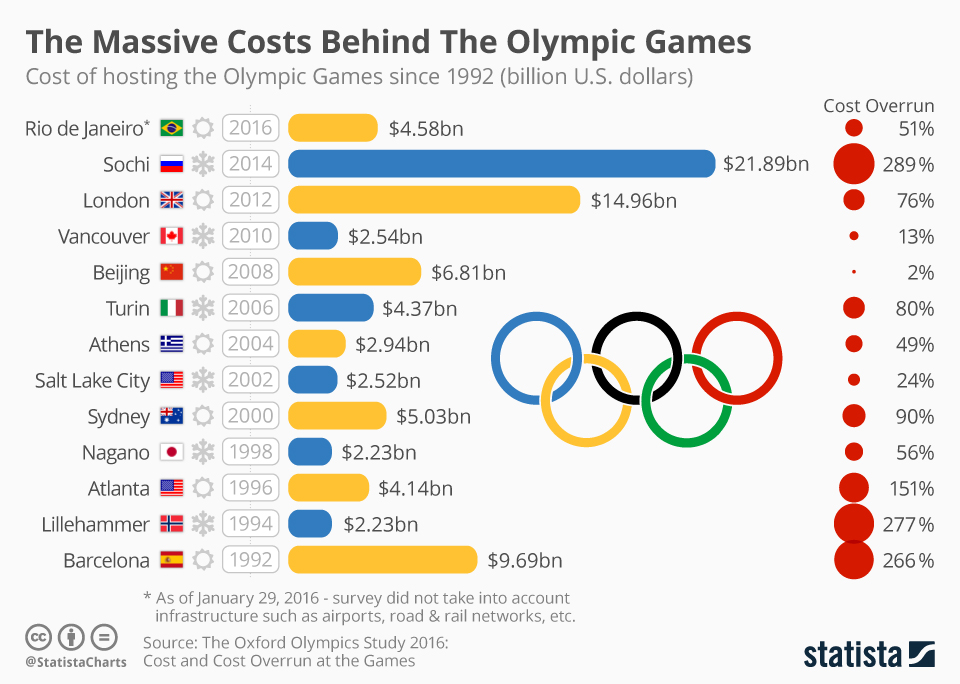 The Massive Costs Behind The Olympic Games
Cost of hosting the Olympic Games since 1992 (billion U.S. dollars)
Cost Overrun
Rio de Janeiro* 2016 $4.58bn 51%
Sochi 2014 $21.89bn 289%
London 2012 $14.96bn 76%
Vancouver 2010 $2.54bn 13%
Beijing 2008 $6.81bn 2%
Turin 2006 $4.37bn 80%
Athens 2004 $2.94bn 49%
Salt Lake City 2002 $2.52bn 24%
Sydney 2000 $5.03bn 90%
Nagano 1998 $2.23bn 56%
Atlanta 1996 $4.14bn 151%
Lillehammer 1994 $2.23bn 277%
Barcelona 1992 $9.69bn 266%
* As of January 29, 2016 - survey did not take into account
infrastructure such as airports, road & rail networks, etc.
cc
@StatistaCharts
Source: The Oxford Olympics Study 2016:
Cost and Cost Overrun at the Games
statista